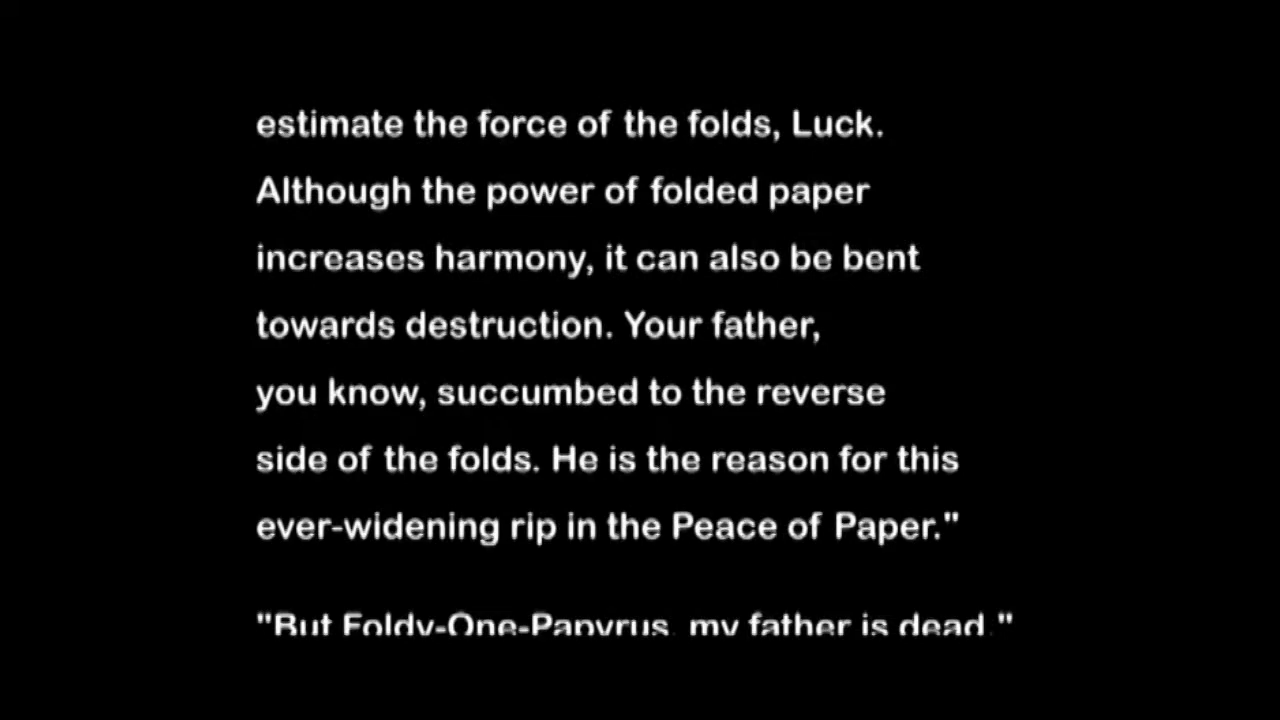 estimate the force of the folds, Luck.
Although the power of folded paper
increases harmony, it can also be bent
towards destruction. Your father,
you know, succumbed to the reverse
side of the folds. He is the reason for this
ever-widening rip in the Peace of Paper."
"But Foldy-One-Papyrus, my father is dead."